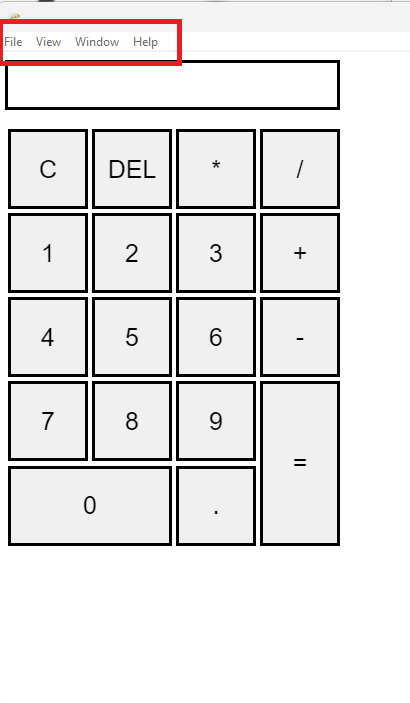 File View Window Help
C DEL * /
1 2 3 +
4 5 6 -
7 8 9
=
0 .